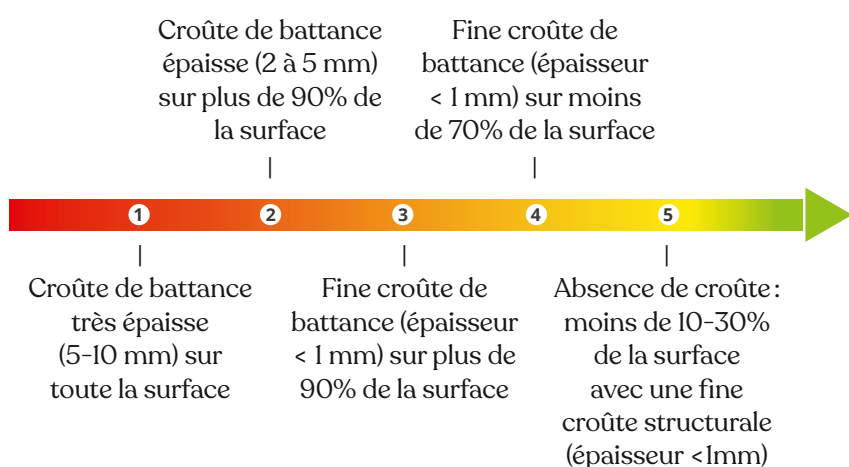 Croûte de battance
épaisse (2 à 5 mm)
sur plus de 90% de
la surface
Fine croûte de
battance (épaisseur
< 1 mm) sur moins
de 70% de la surface
1
2
3
4
5
Croûte de battance
très épaisse
(5-10 mm) sur
toute la surface
Fine croûte de
battance (épaisseur
< 1 mm) sur plus de
90% de la surface
Absence de croûte :
moins de 10-30%
de la surface
avec une fine
croûte structurale
(épaisseur <1mm)